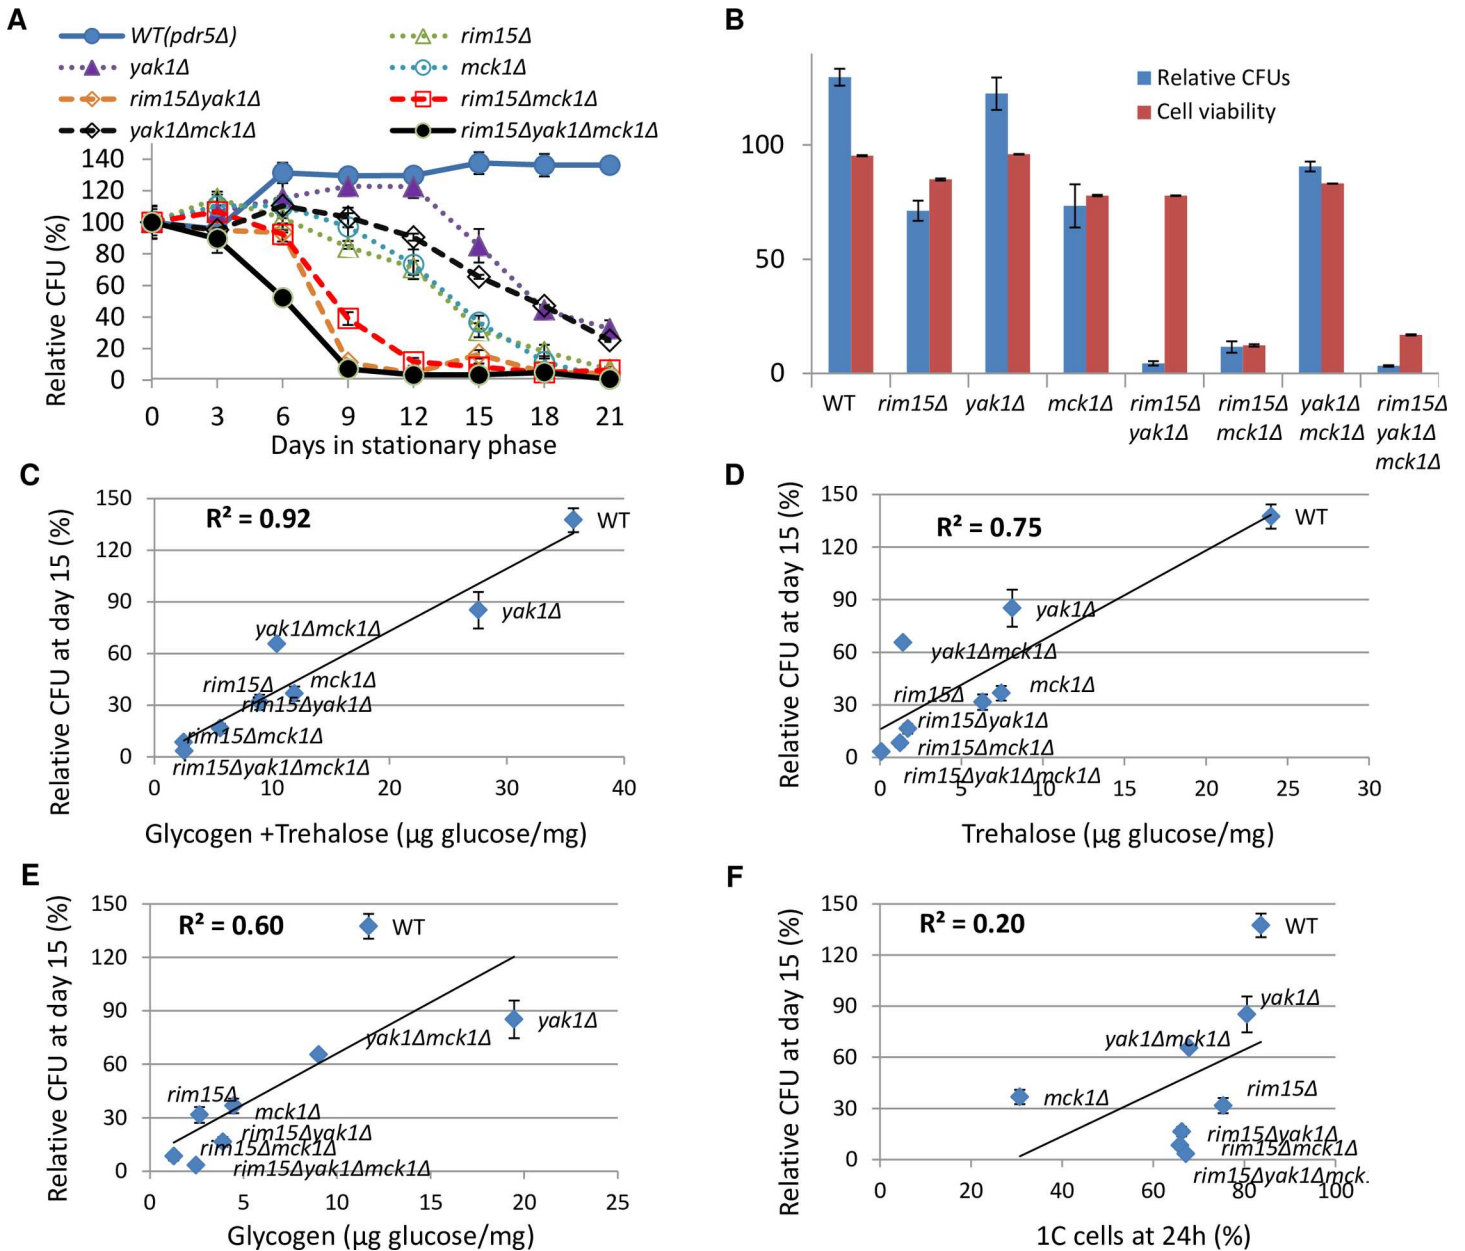 A
WT(pdr5Δ)
rim15Δ
yak1Δ
mck1Δ
rim15Δyak1Δ
rim15Δmck1Δ
yak1Δmck1Δ
rim15Δyak1Δmck1Δ
Relative CFU (%)
140
120
100
80
60
40
20
0
0 3 6 9 12 15 18 21
Days in stationary phase
B
Relative CFUs
Cell viability
100
50
0
WT rim15Δ yak1Δ mck1Δ rim15Δ rim15Δ yak1Δ rim15Δ
yak1Δ mck1Δ mck1Δ yak1Δ
mck1Δ
C
Relative CFU at day 15 (%)
150
120
90
60
30
0
R² = 0.92
WT
yak1Δ
yak1Δmck1Δ
mck1Δ
rim15Δ
rim15Δyak1Δ
rim15Δmck1Δ
rim15Δyak1Δmck1Δ
0 10 20 30 40
Glycogen +Trehalose (µg glucose/mg)
D
Relative CFU at day 15 (%)
150
120
90
60
30
0
R² = 0.75
WT
yak1Δ
yak1Δmck1Δ
mck1Δ
rim15Δ
rim15Δyak1Δ
rim15Δmck1Δ
rim15Δyak1Δmck1Δ
0 5 10 15 20 25 30
Trehalose (µg glucose/mg)
E
Relative CFU at day 15 (%)
150
120
90
60
30
0
R² = 0.60
WT
yak1Δ
yak1Δmck1Δ
rim15Δ
mck1Δ
rim15Δyak1Δ
rim15Δmck1Δ
rim15Δyak1Δmck1Δ
0 5 10 15 20 25
Glycogen (µg glucose/mg)
F
Relative CFU at day 15 (%)
150
120
90
60
30
0
R² = 0.20
WT
yak1Δ
yak1Δmck1Δ
mck1Δ
rim15Δ
rim15Δyak1Δ
rim15Δmck1Δ
rim15Δyak1Δmck.
0 20 40 60 80 100
1C cells at 24h (%)